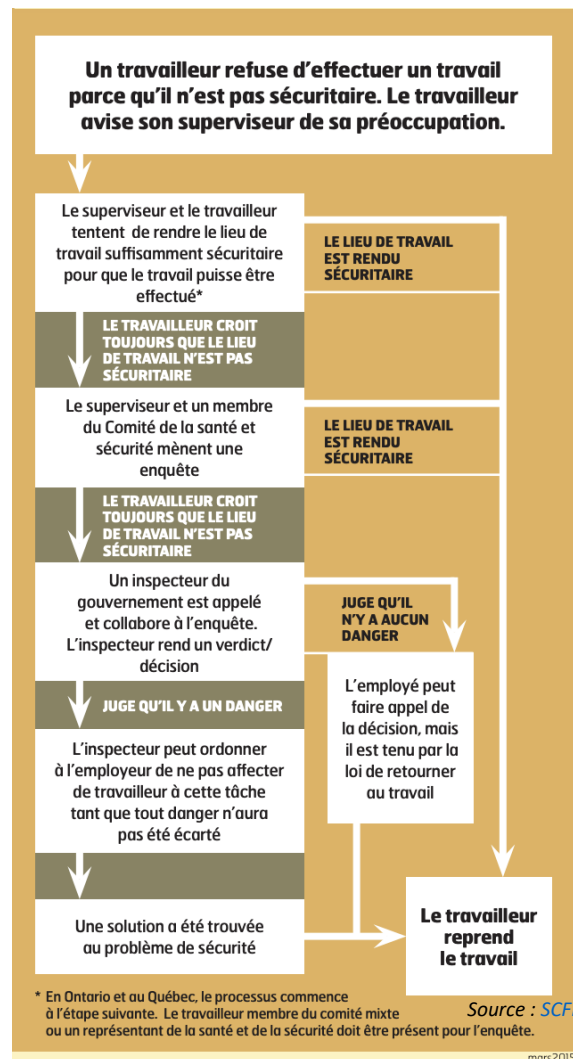 Un travailleur refuse d'effectuer un travail
parce qu'il n'est pas sécuritaire. Le travailleur
avise son superviseur de sa préoccupation.
Le superviseur et le travailleur
tentent de rendre le lieu de
travail suffisamment sécuritaire
pour que le travail puisse être
effectué*
LE LIEU DE TRAVAIL
EST RENDU
SÉCURITAIRE
LE TRAVAILLEUR CROIT
TOUJOURS QUE LE LIEU
DE TRAVAIL N'EST PAS
SÉCURITAIRE
Le superviseur et un membre
du Comité de la santé et
sécurité mènent une
enquête
LE LIEU DE TRAVAIL
EST RENDU
SÉCURITAIRE
LE TRAVAILLEUR CROIT
TOUJOURS QUE LE LIEU
DE TRAVAIL N'EST PAS
SÉCURITAIRE
Un inspecteur du
gouvernement est appelé
et collabore à l'enquête.
L'inspecteur rend un verdict/
décision
JUGE QU'IL
N'Y A AUCUN
DANGER
L'employé peut
faire appel de
la décision, mais
il est tenu par la
loi de retourner
au travail
JUGE QU'IL Y A UN DANGER
L'inspecteur peut ordonner
à l'employeur de ne pas affecter
de travailleur à cette tâche
tant que tout danger n'aura
pas été écarté
Une solution a été trouvée
au problème de sécurité
Le travailleur
reprend
le travail
* En Ontario et au Québec, le processus commence
à l'étape suivante. Le travailleur membre du comité mixte
ou un représentant de la santé et de la sécurité doit être présent pour l'enquête.
Source : SCF
mars2015